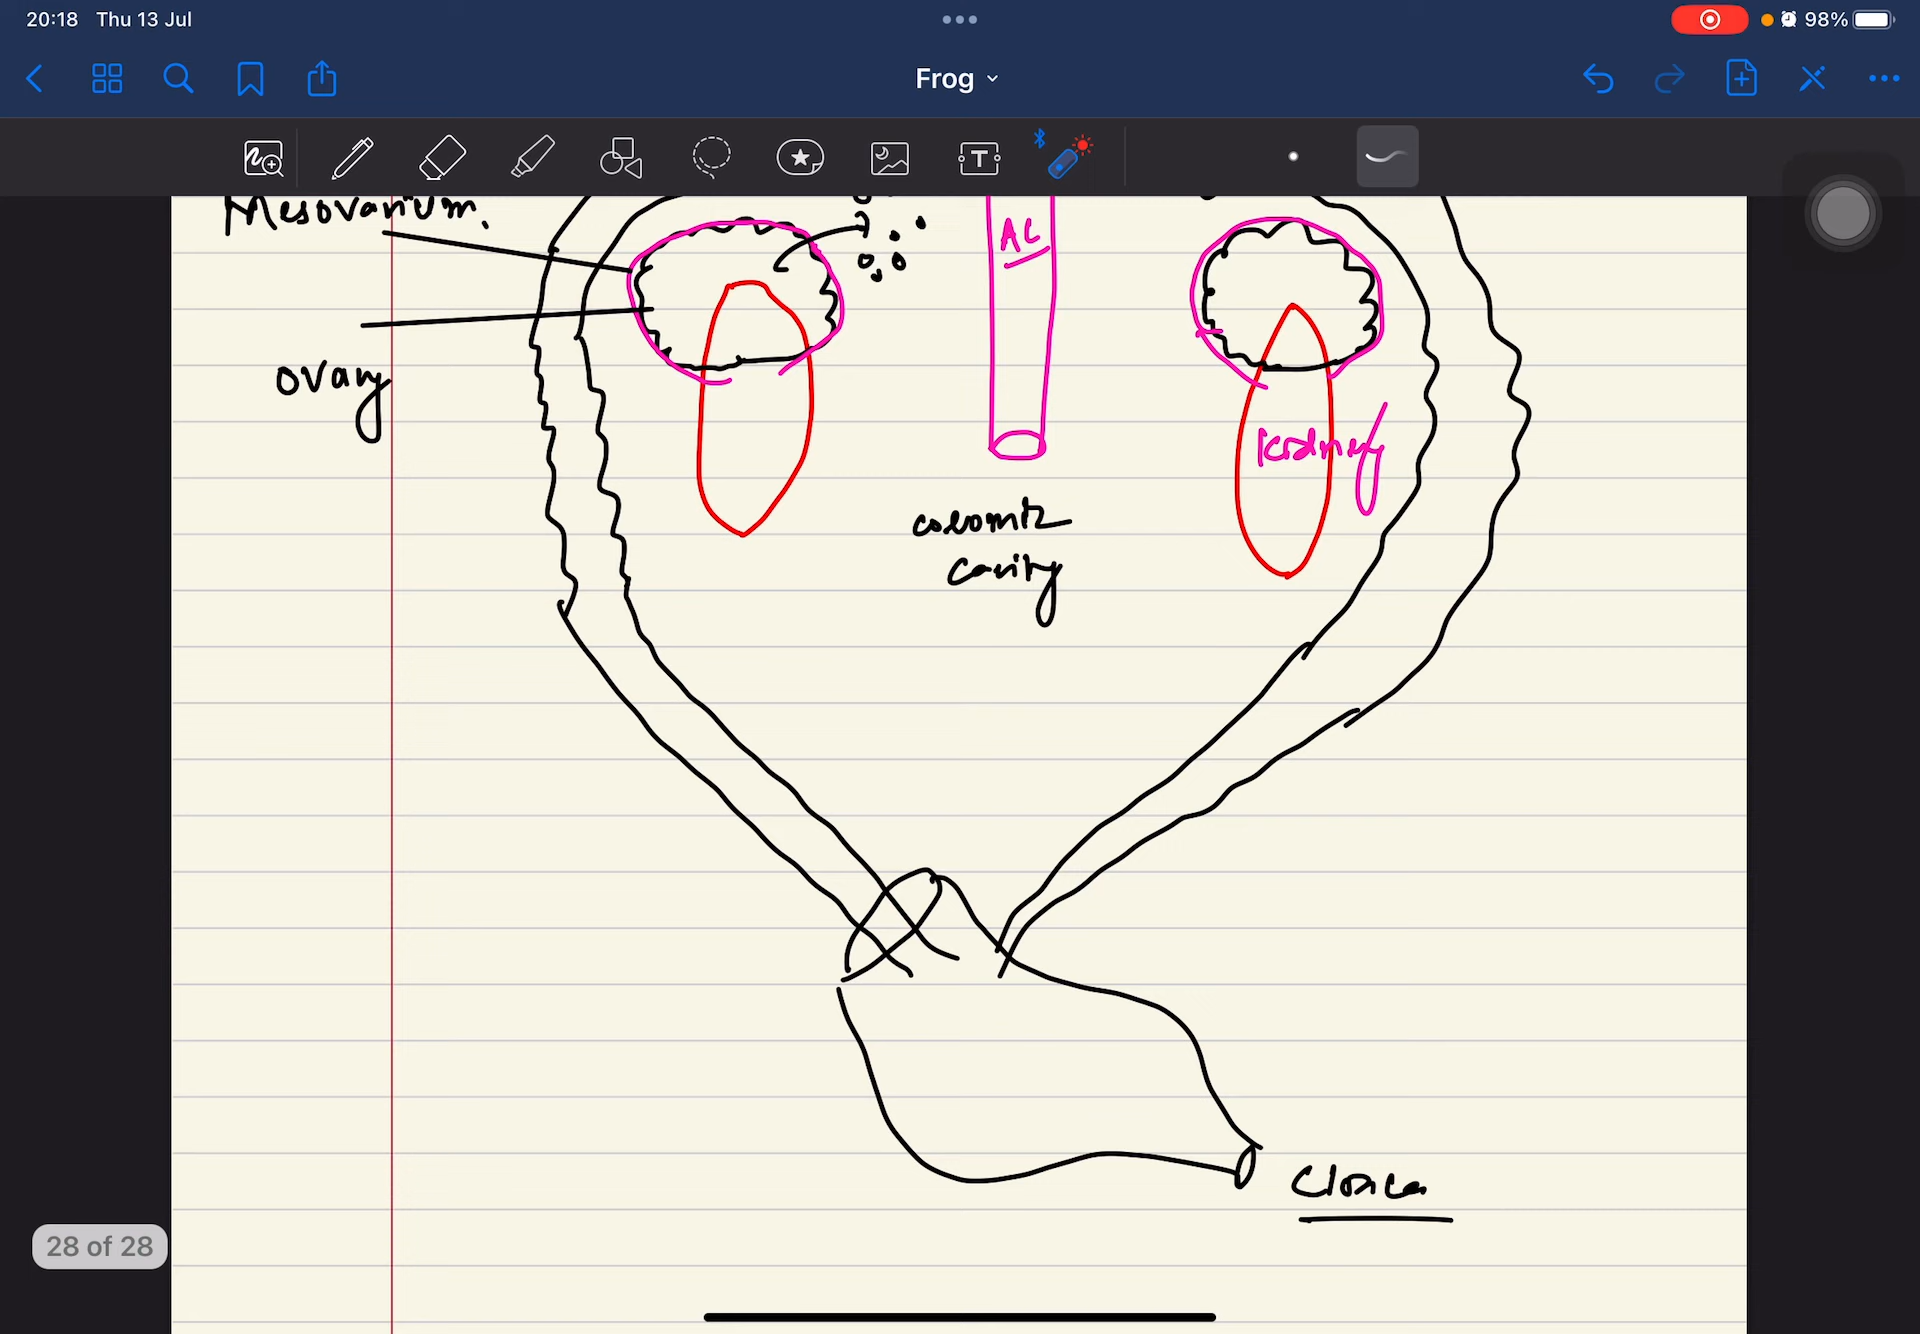 20:18 Thu 13 Jul
98%
Frog
T
Mesovarium.
AC
ovary
Kidney
coelomic
cavity
Cloaca
28 of 28